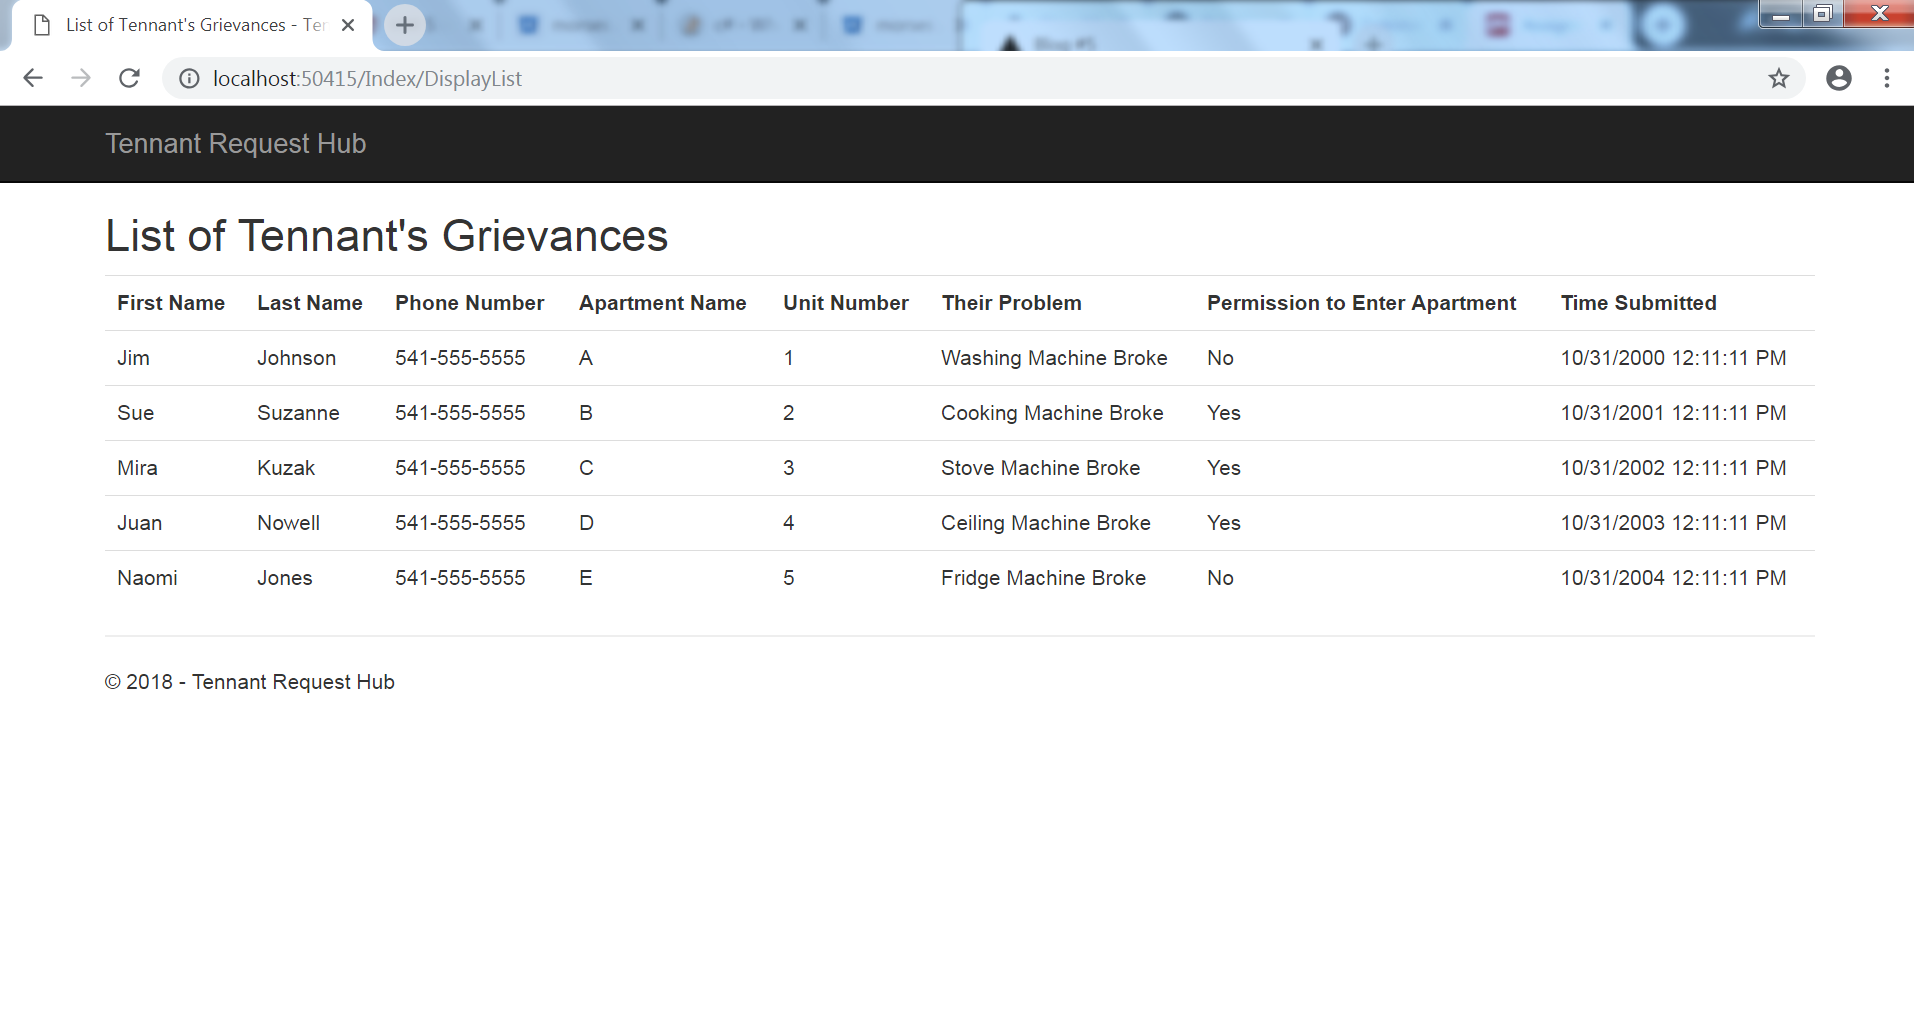 List of Tennant's Grievances - Ter
localhost:50415/Index/DisplayList
Tennant Request Hub
List of Tennant's Grievances
First Name Last Name Phone Number Apartment Name Unit Number Their Problem Permission to Enter Apartment Time Submitted
Jim Johnson 541-555-5555 A 1 Washing Machine Broke No 10/31/2000 12:11:11 PM
Sue Suzanne 541-555-5555 B 2 Cooking Machine Broke Yes 10/31/2001 12:11:11 PM
Mira Kuzak 541-555-5555 C 3 Stove Machine Broke Yes 10/31/2002 12:11:11 PM
Juan Nowell 541-555-5555 D 4 Ceiling Machine Broke Yes 10/31/2003 12:11:11 PM
Naomi Jones 541-555-5555 E 5 Fridge Machine Broke No 10/31/2004 12:11:11 PM
© 2018 - Tennant Request Hub